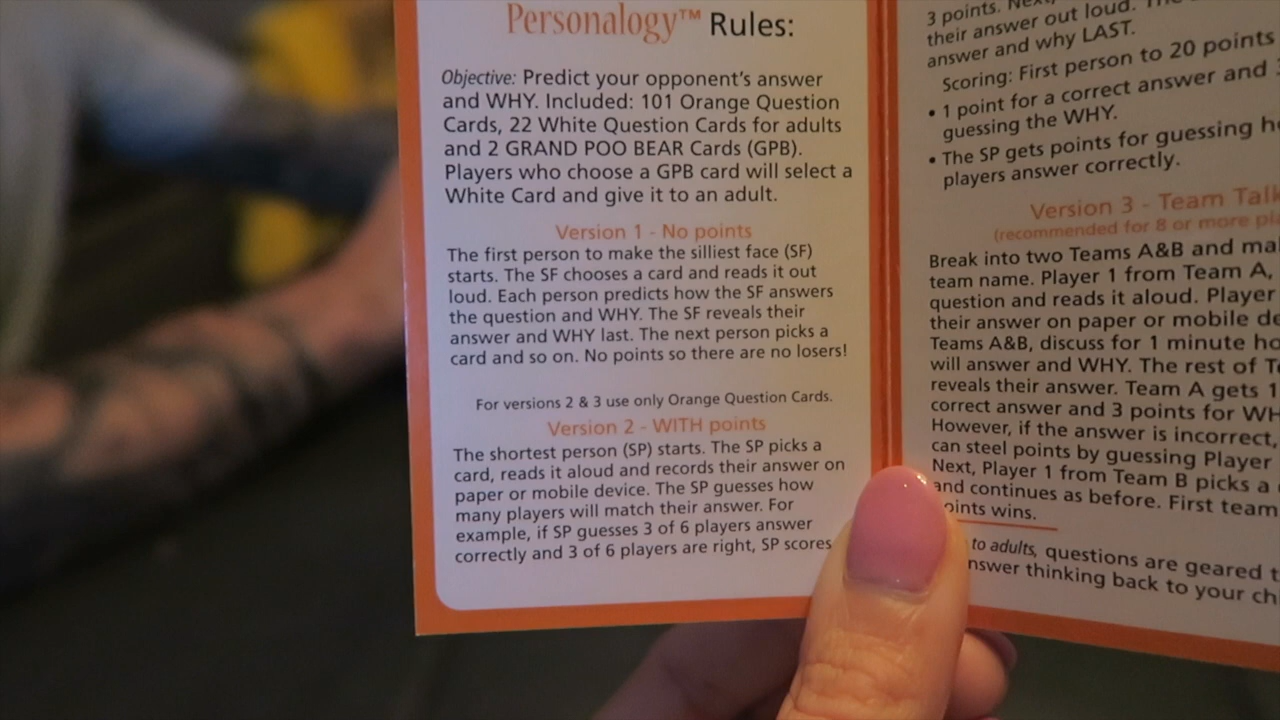 Personalogy™ Rules:
Objective: Predict your opponent's answer
and WHY. Included: 101 Orange Question
Cards, 22 White Question Cards for adults
and 2 GRAND POO BEAR Cards (GPB).
Players who choose a GPB card will select a
White Card and give it to an adult.
Version 1 - No points
The first person to make the silliest face (SF)
starts. The SF chooses a card and reads it out
loud. Each person predicts how the SF answers
the question and WHY. The SF reveals their
answer and WHY last. The next person picks a
card and so on. No points so there are no losers!
For versions 2 & 3 use only Orange Question Cards.
Version 2 - WITH points
The shortest person (SP) starts. The SP picks a
card, reads it aloud and records their answer on
paper or mobile device. The SP guesses how
many players will match their answer. For
example, if SP guesses 3 of 6 players answer
correctly and 3 of 6 players are right, SP scores
3 points. Next,
their answer out loud. The
answer and why LAST.
Scoring: First person to 20 points
• 1 point for a correct answer and
guessing the WHY.
• The SP gets points for guessing
players answer correctly.
Version 3 - Team
(recommended for 8 or more
Break into two Teams A&B and
team name. Player 1 from Team A,
question and reads it aloud. Player
their answer on paper or mobile
Teams A&B, discuss for 1 minute
will answer and WHY. The rest of
reveals their answer. Team A gets 1
correct answer and 3 points for
However, if the answer is incorrect,
can steel points by guessing Player
Next, Player 1 from Team B picks a
and continues as before. First team
wins.
to adults, questions are geared
thinking back to your